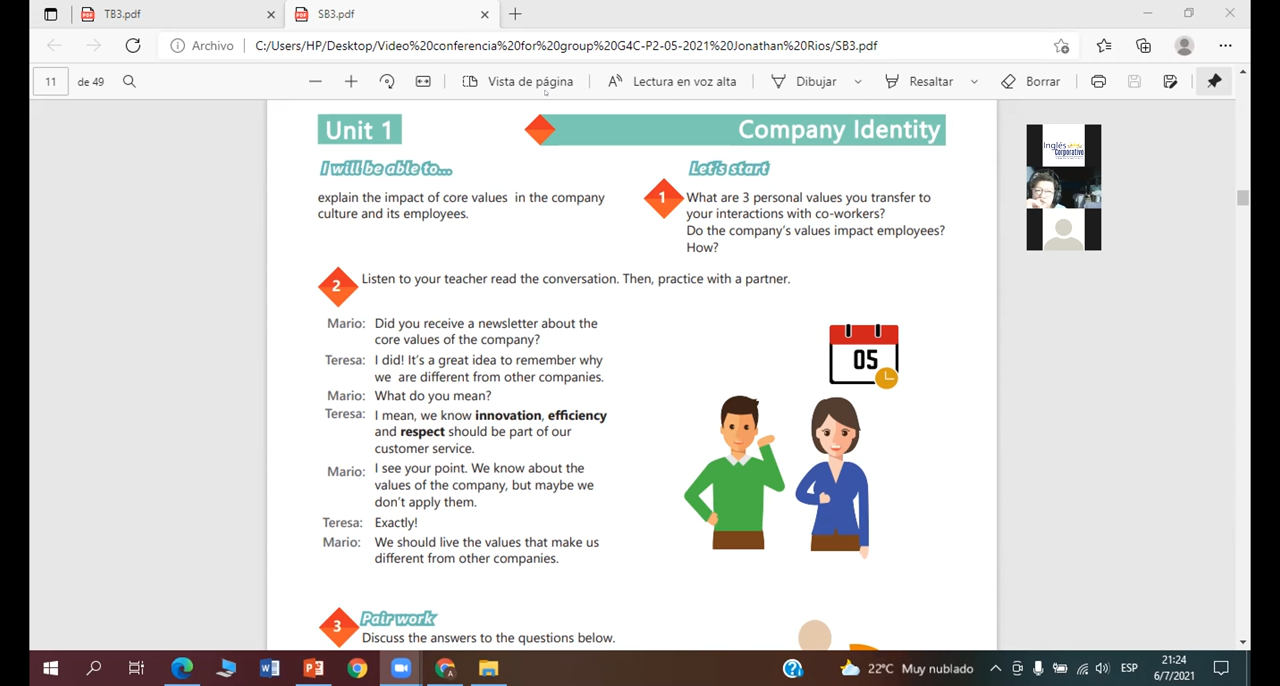 TB3.pdf
SB3.pdf
Archivo
C:/Users/HP/Desktop/Video%20conferencia%20for%20group%20G4C-P2-05-2021%20Jonathan%20Rios/SB3.pdf
11 de 49
Vista de página
Lectura en voz alta
Dibujar
Resaltar
Borrar
Unit 1
Company Identity
I will be able to...
explain the impact of core values in the company
culture and its employees.
Let's start
1
What are 3 personal values you transfer to
your interactions with co-workers?
Do the company's values impact employees?
How?
Inglés
Corporativo
2
Listen to your teacher read the conversation. Then, practice with a partner.
Mario: Did you receive a newsletter about the
core values of the company?
Teresa: I did! It's a great idea to remember why
we are different from other companies.
Mario: What do you mean?
Teresa: I mean, we know innovation, efficiency
and respect should be part of our
customer service.
Mario: I see your point. We know about the
values of the company, but maybe we
don't apply them.
Teresa: Exactly!
Mario: We should live the values that make us
different from other companies.
05
3
Pair work
Discuss the answers to the questions below.
22°C Muy nublado
ESP
21:24
6/7/2021